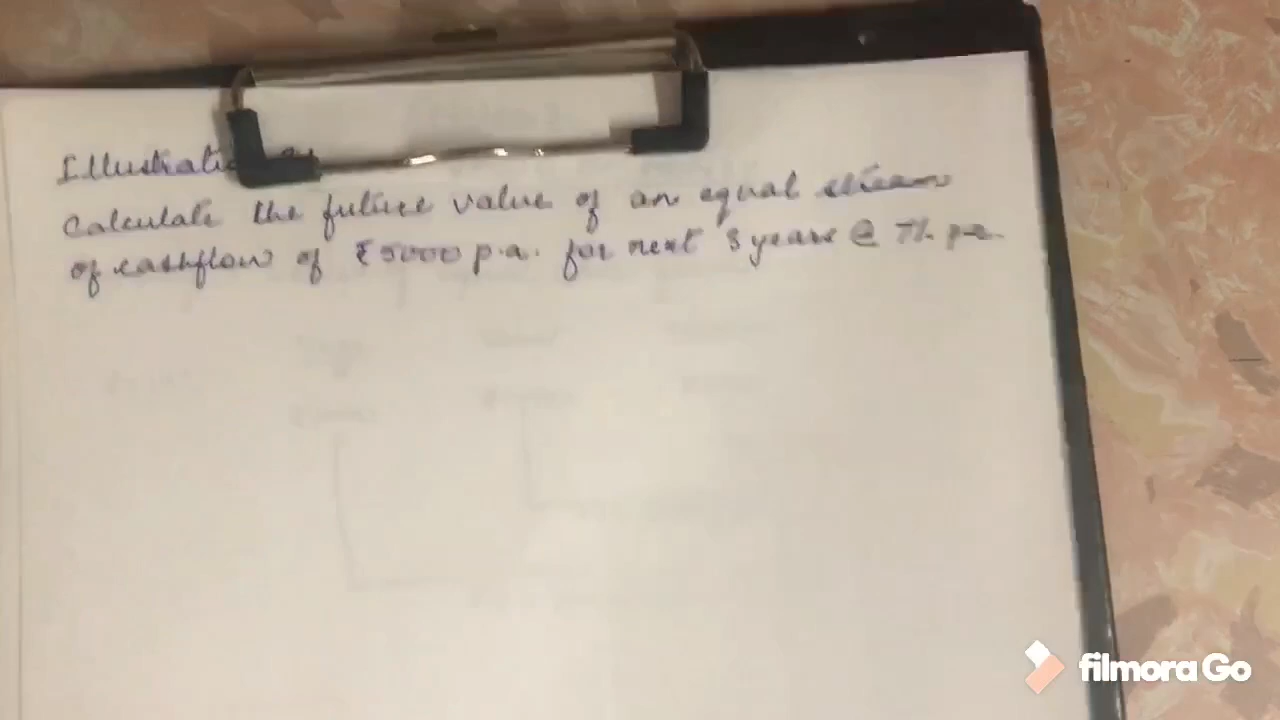 Illustration
Calculate the future value of an equal stream
of cashflow of ₹5000 p.a. for next 3 years @ 7% p.a.
filmora Go